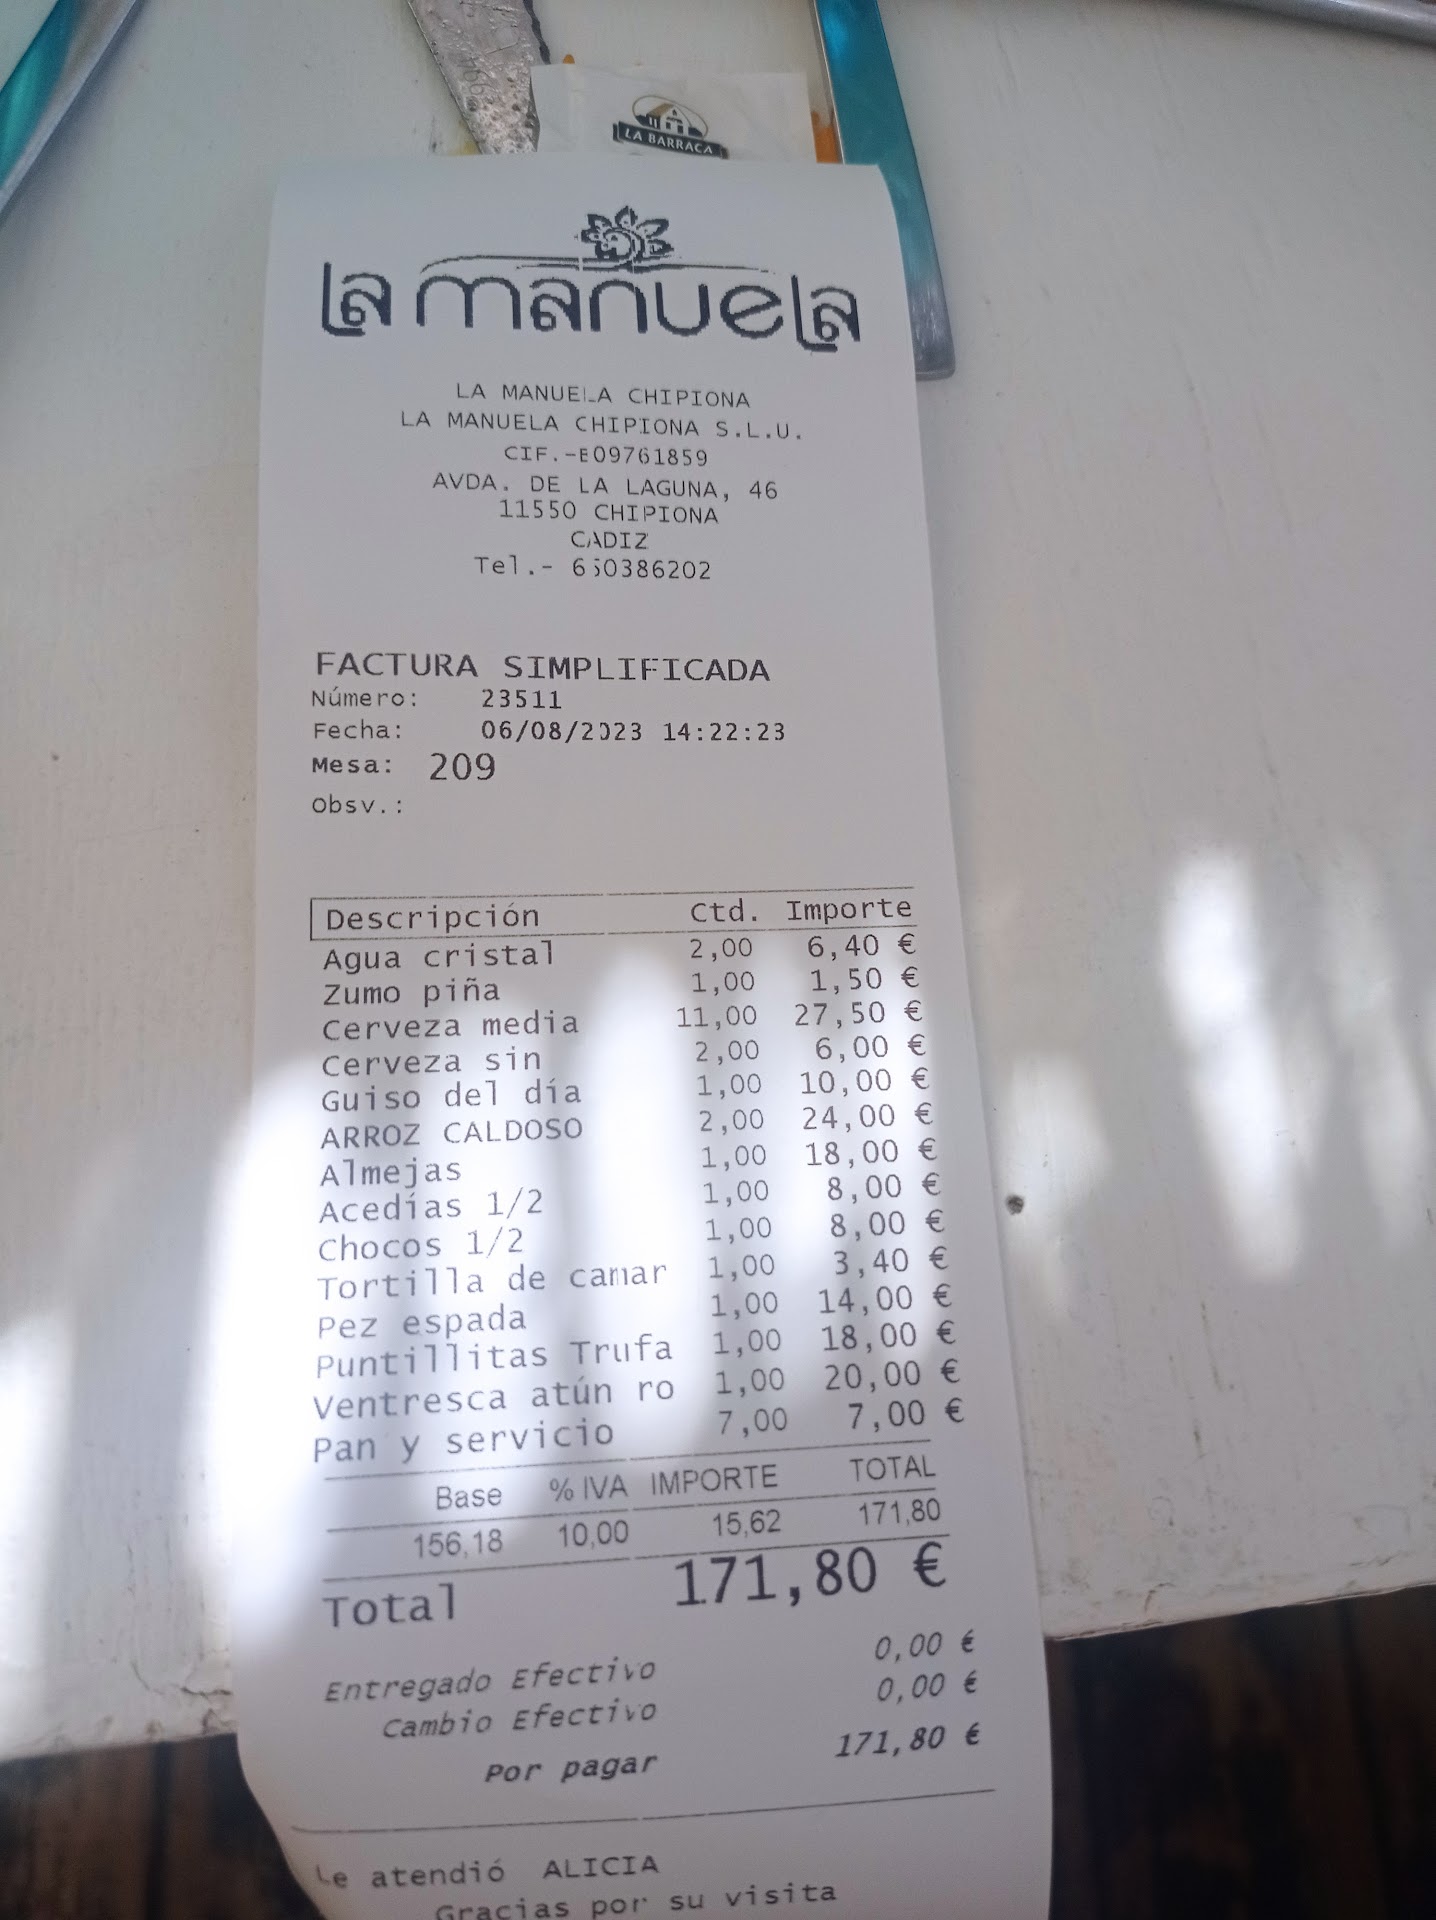 LA BARRACA
La manuela
LA MANUELA CHIPIONA
LA MANUELA CHIPIONA S.L.U.
CIF.-B09761859
AVDA. DE LA LAGUNA, 46
11550 CHIPIONA
CADIZ
Tel.- 650386202
FACTURA SIMPLIFICADA
Número: 23511
Fecha: 06/08/2023 14:22:23
Mesa: 209
Obsv.:
Descripción Ctd. Importe
Agua cristal 2,00 6,40 €
Zumo piña 1,00 1,50 €
Cerveza media 11,00 27,50 €
Cerveza sin 2,00 6,00 €
Guiso del día 1,00 10,00 €
ARROZ CALDOSO 2,00 24,00 €
Almejas 1,00 18,00 €
Acedías 1/2 1,00 8,00 €
Chocos 1/2 1,00 8,00 €
Tortilla de camar 1,00 3,40 €
Pez espada 1,00 14,00 €
Puntillitas Trufa 1,00 18,00 €
Ventresca atún ro 1,00 20,00 €
Pan y servicio 7,00 7,00 €
Base % IVA IMPORTE TOTAL
156,18 10,00 15,62 171,80
Total 171,80 €
Entregado Efectivo 0,00 €
Cambio Efectivo 0,00 €
Por pagar 171,80 €
Le atendió ALICIA
Gracias por su visita